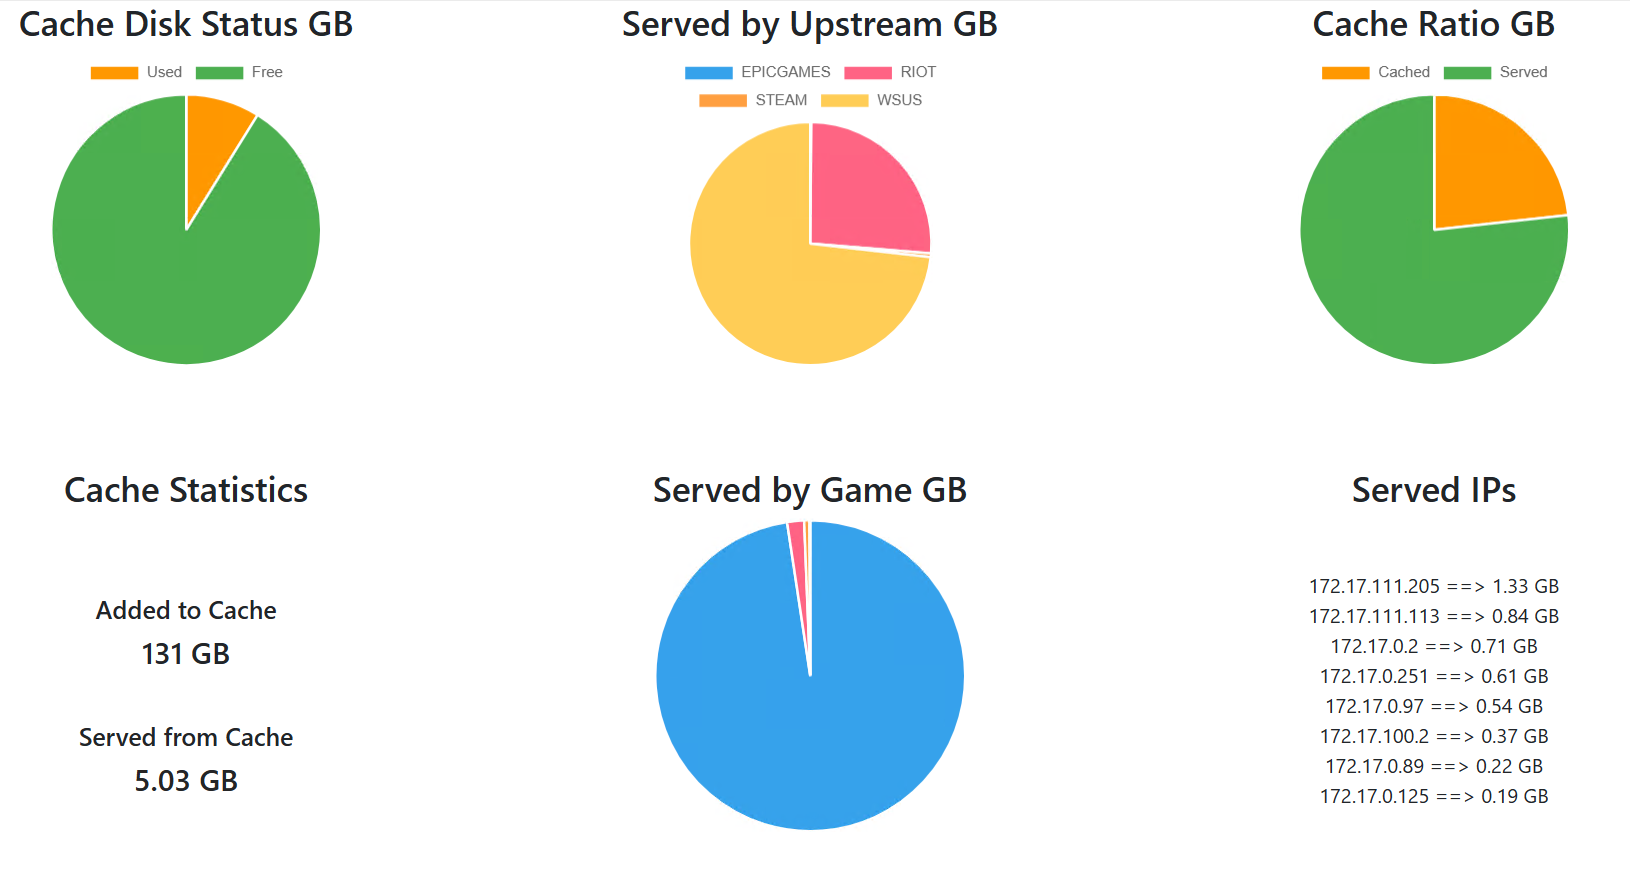 Cache Disk Status GB
Used Free
Served by Upstream GB
EPICGAMES RIOT
STEAM WSUS
Cache Ratio GB
Cached Served
Cache Statistics
Added to Cache
131 GB
Served from Cache
5.03 GB
Served by Game GB
Served IPs
172.17.111.205 ==> 1.33 GB
172.17.111.113 ==> 0.84 GB
172.17.0.2 ==> 0.71 GB
172.17.0.251 ==> 0.61 GB
172.17.0.97 ==> 0.54 GB
172.17.100.2 ==> 0.37 GB
172.17.0.89 ==> 0.22 GB
172.17.0.125 ==> 0.19 GB